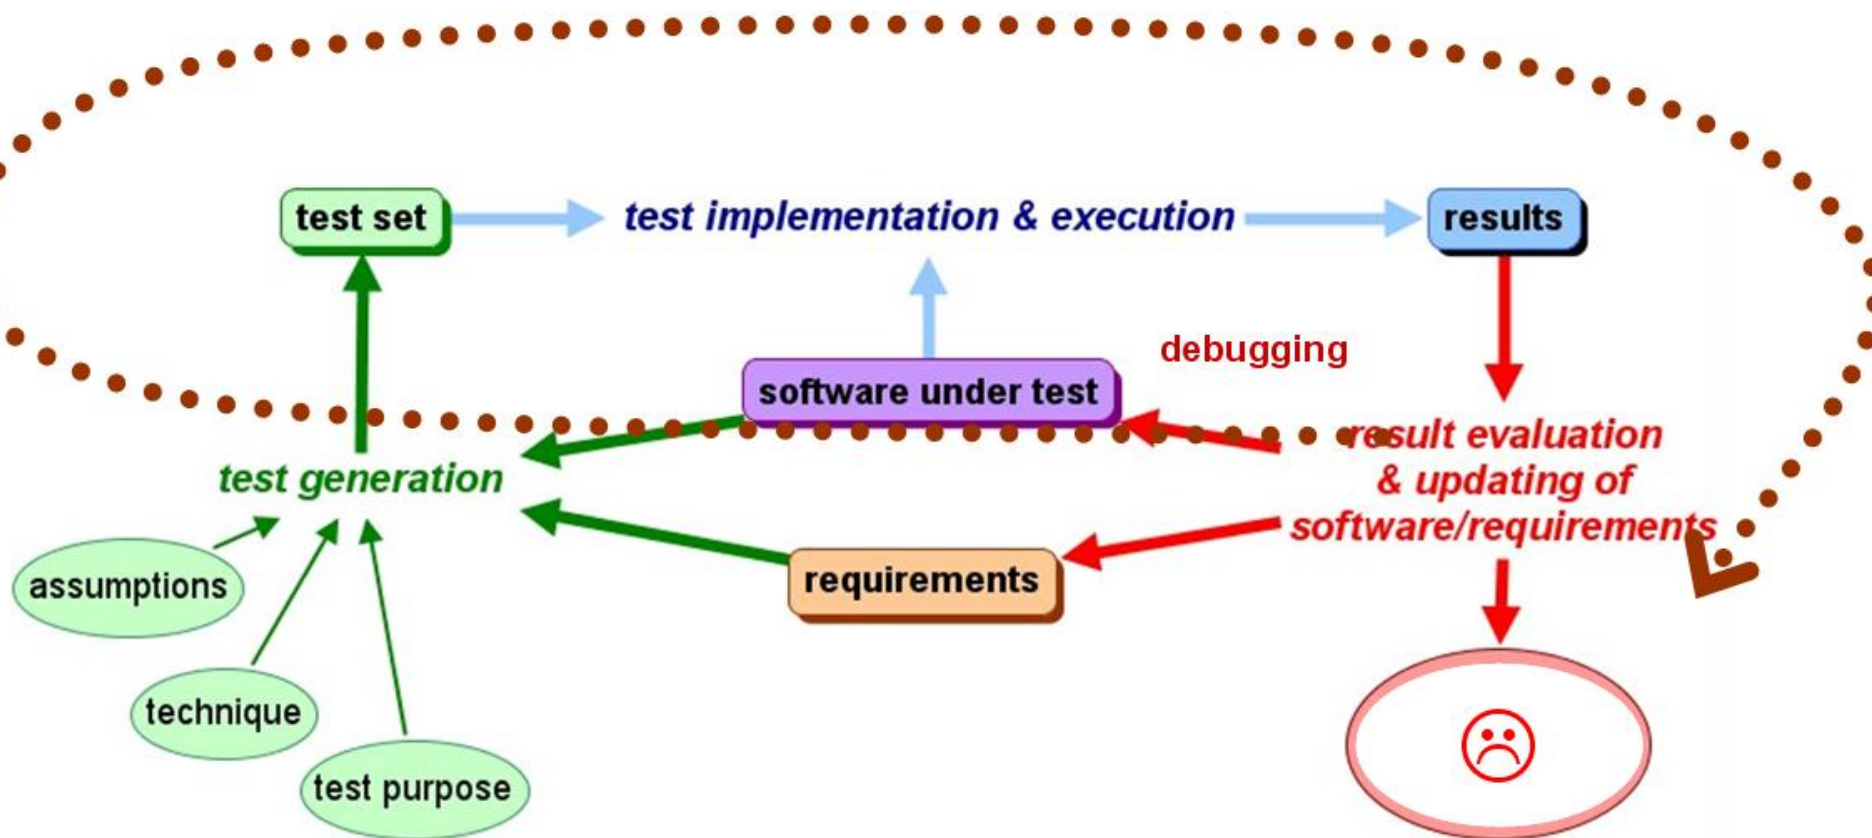 test set
test implementation & execution
results
debugging
software under test
result evaluation
& updating of
software/requirements
test generation
requirements
assumptions
technique
test purpose